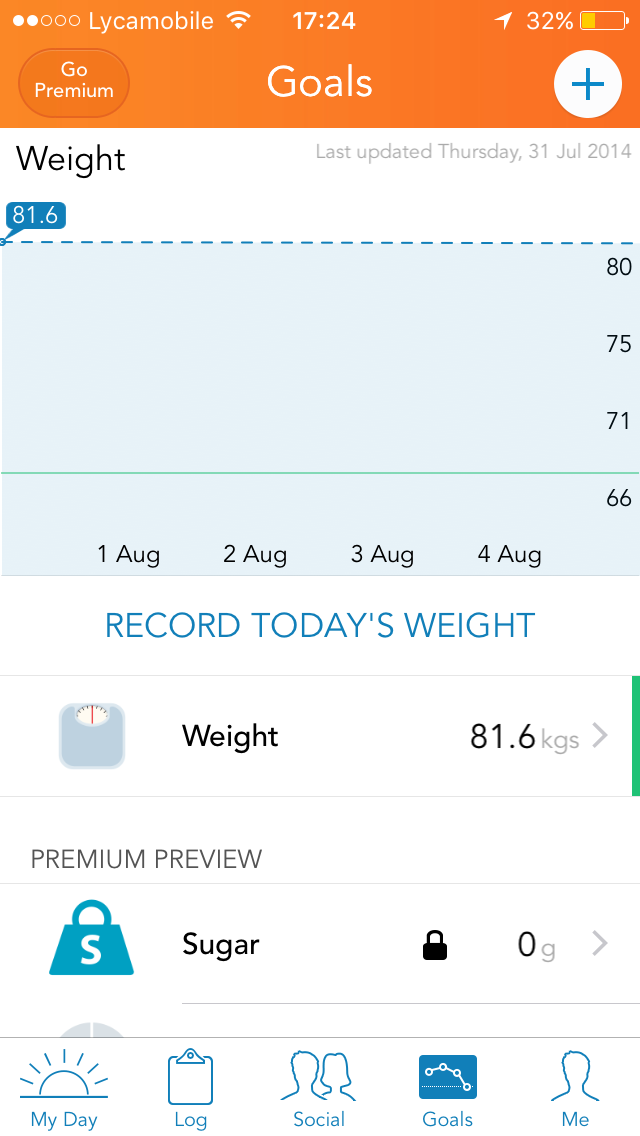 Lycamobile 17:24 32%
Go
Premium
Goals
Weight Last updated Thursday, 31 Jul 2014
81.6
80
75
71
66
1 Aug 2 Aug 3 Aug 4 Aug
RECORD TODAY'S WEIGHT
Weight 81.6 kgs
PREMIUM PREVIEW
S Sugar 0 g
My Day Log Social Goals Me